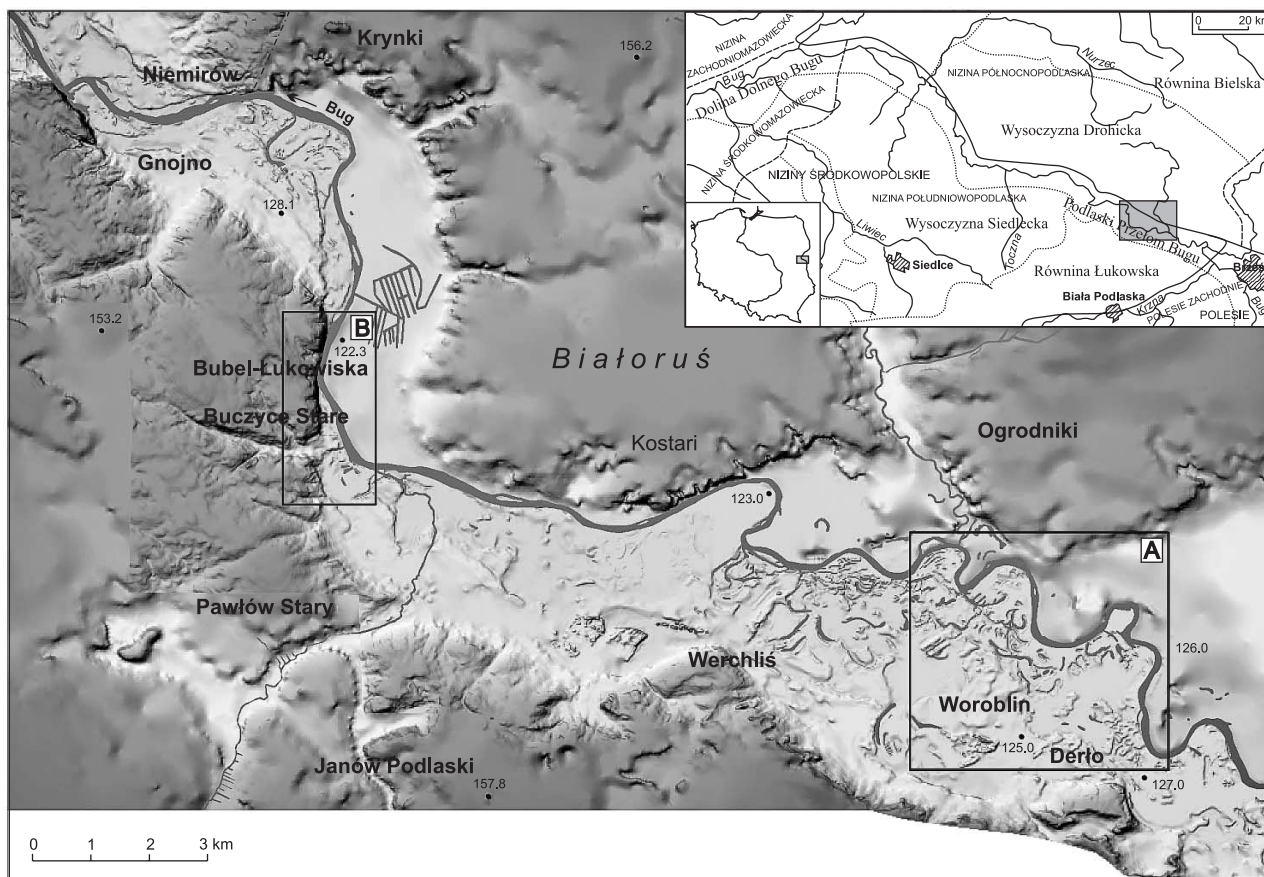 Krynki
156.2
Niemirów
Bug
Gnojno
128.1
153.2
B
122.3
Bubel-Łukowiska
Buczyce Stare
Białoruś
Kostari
Ogrodniki
123.0
A
Pawłów Stary
126.0
Werchliś
Woroblin
125.0
Derło
127.0
Janów Podlaski
157.8
0 1 2 3 km
0 20 km
NIZINA
ZACHODNIOMAZOWIECKA
Bug
Dolina Dolnego Bugu
NIZINA ŚRODKOWOMAZOWIECKA
NIZINA PÓŁNOCNOPODLASKA
Nurzec
Równina Bielska
Wysoczyzna Drohicka
NIZINY ŚRODKOWOPOLSKIE
NIZINA POŁUDNIOWOPODLASKA
Wysoczyzna Siedlecka
Liwiec
Siedlce
Toczna
Podlaski Przełom Bugu
Równina Łukowska
Biała Podlaska
Krzna
POLESIE ZACHODNIE
POLESIE
Bug